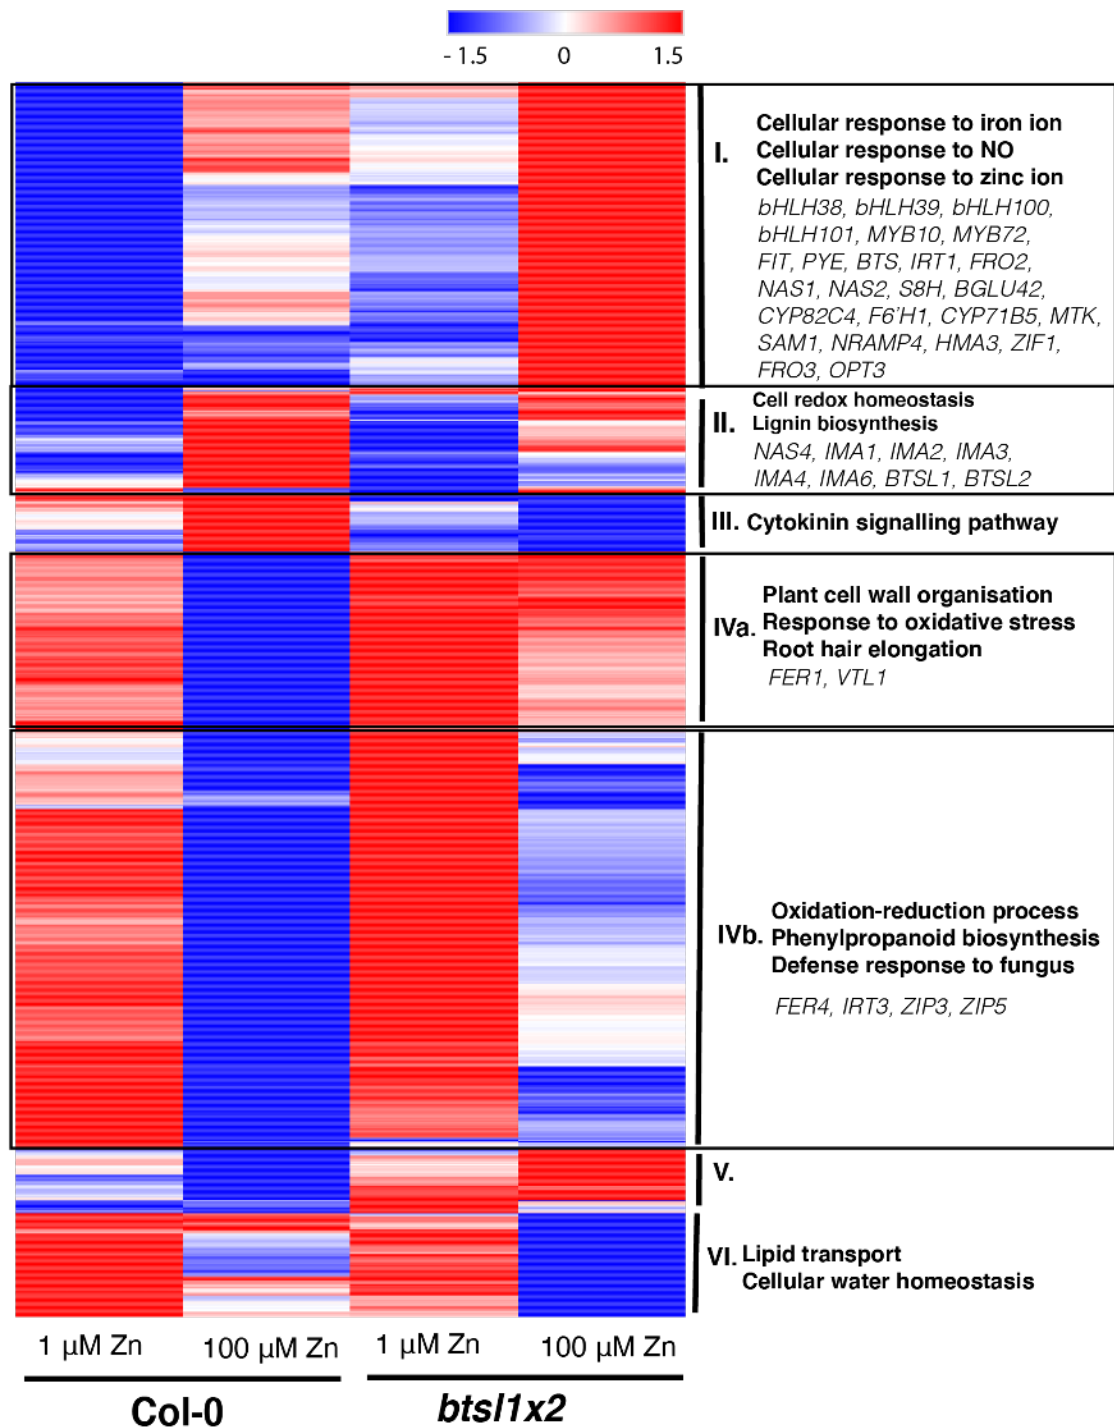 - 1.5 0 1.5
I.
Cellular response to iron ion
Cellular response to NO
Cellular response to zinc ion
bHLH38, bHLH39, bHLH100,
bHLH101, MYB10, MYB72,
FIT, PYE, BTS, IRT1, FRO2,
NAS1, NAS2, S8H, BGLU42,
CYP82C4, F6'H1, CYP71B5, MTK,
SAM1, NRAMP4, HMA3, ZIF1,
FRO3, OPT3
II.
Cell redox homeostasis
Lignin biosynthesis
NAS4, IMA1, IMA2, IMA3,
IMA4, IMA6, BTSL1, BTSL2
III. Cytokinin signalling pathway
IVa.
Plant cell wall organisation
Response to oxidative stress
Root hair elongation
FER1, VTL1
IVb.
Oxidation-reduction process
Phenylpropanoid biosynthesis
Defense response to fungus
FER4, IRT3, ZIP3, ZIP5
V.
VI. Lipid transport
Cellular water homeostasis
1 µM Zn 100 µM Zn 1 µM Zn 100 µM Zn
Col-0 btsl1x2